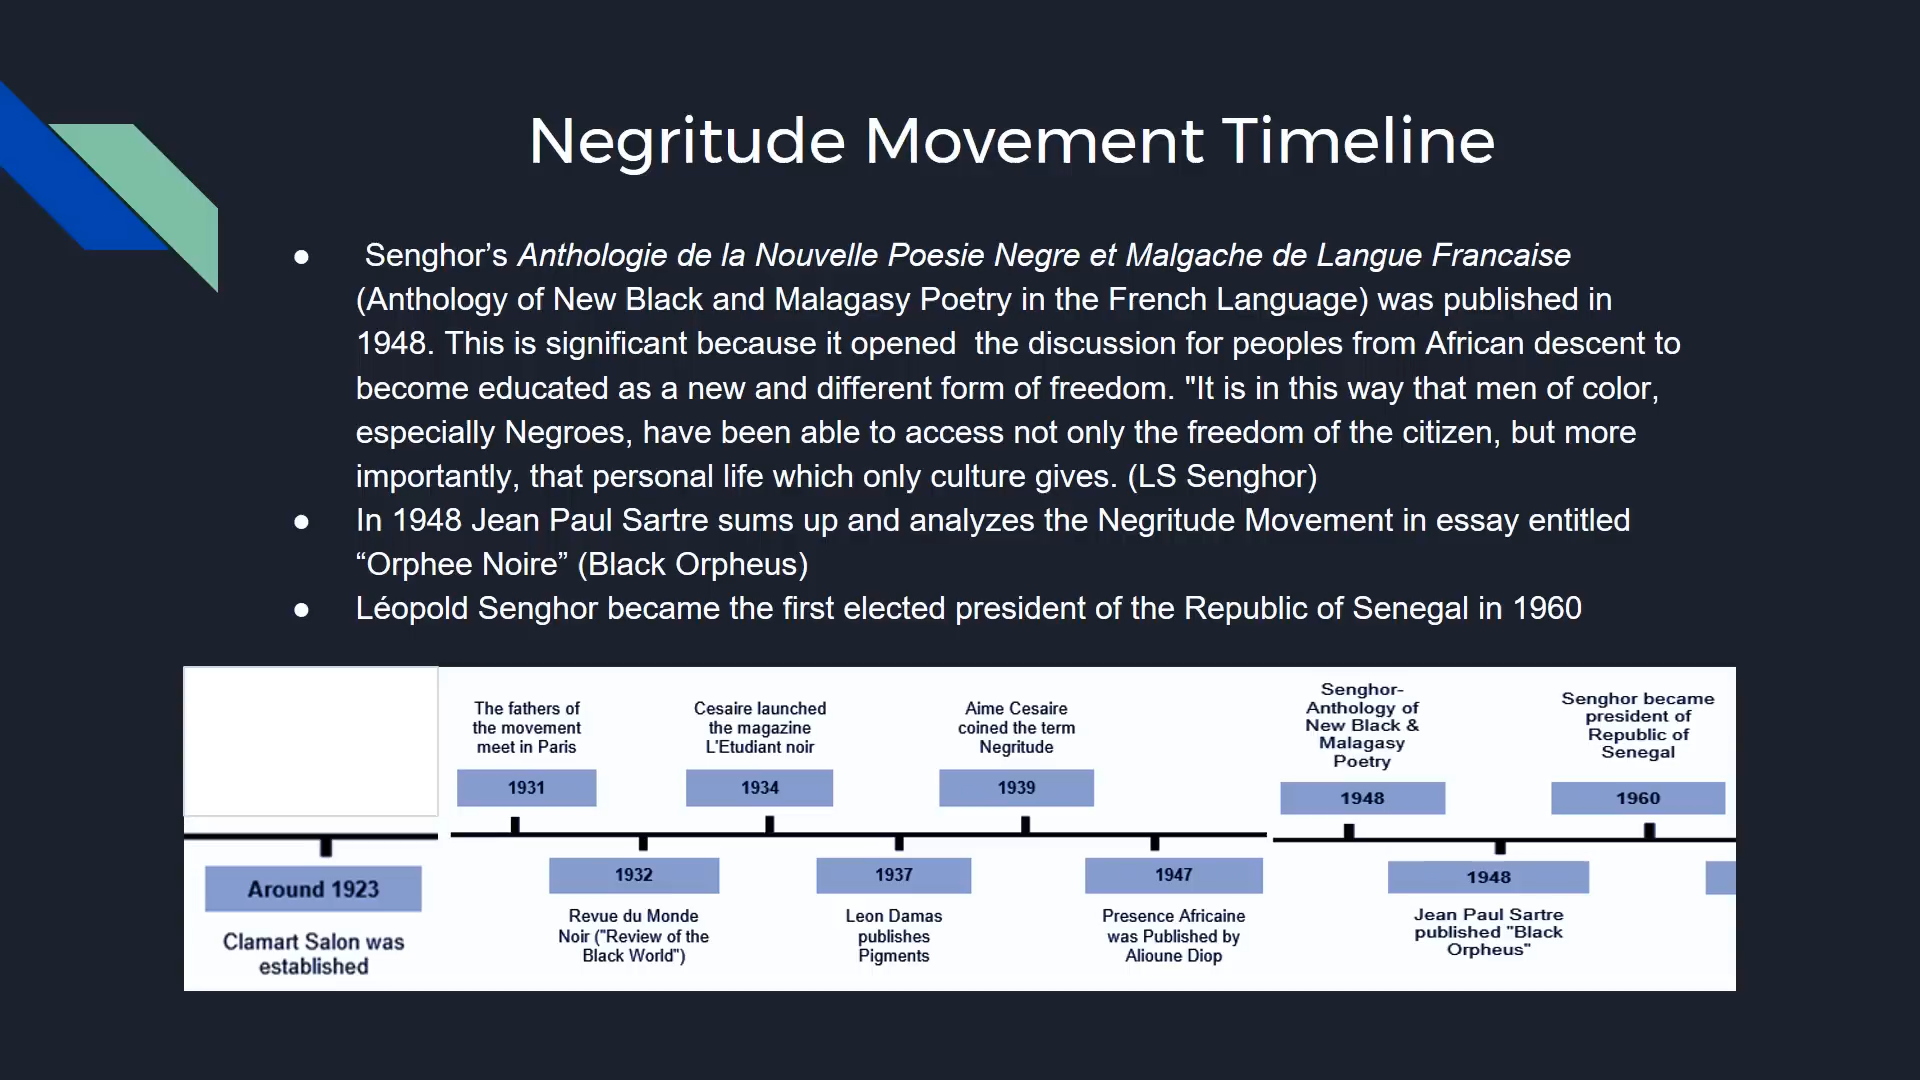 Negritude Movement Timeline
● Senghor’s Anthologie de la Nouvelle Poesie Negre et Malgache de Langue Francaise
(Anthology of New Black and Malagasy Poetry in the French Language) was published in
1948. This is significant because it opened  the discussion for peoples from African descent to
become educated as a new and different form of freedom. "It is in this way that men of color,
especially Negroes, have been able to access not only the freedom of the citizen, but more
importantly, that personal life which only culture gives. (LS Senghor)
● In 1948 Jean Paul Sartre sums up and analyzes the Negritude Movement in essay entitled
“Orphee Noire” (Black Orpheus)
● Léopold Senghor became the first elected president of the Republic of Senegal in 1960
Around 1923
Clamart Salon was
established
The fathers of
the movement
meet in Paris
1931
1932
Revue du Monde
Noir ("Review of the
Black World")
Cesaire launched
the magazine
L'Etudiant noir
1934
1937
Leon Damas
publishes
Pigments
Aime Cesaire
coined the term
Negritude
1939
1947
Presence Africaine
was Published by
Alioune Diop
Senghor-
Anthology of
New Black &
Malagasy
Poetry
1948
1948
Jean Paul Sartre
published "Black
Orpheus"
Senghor became
president of
Republic of
Senegal
1960